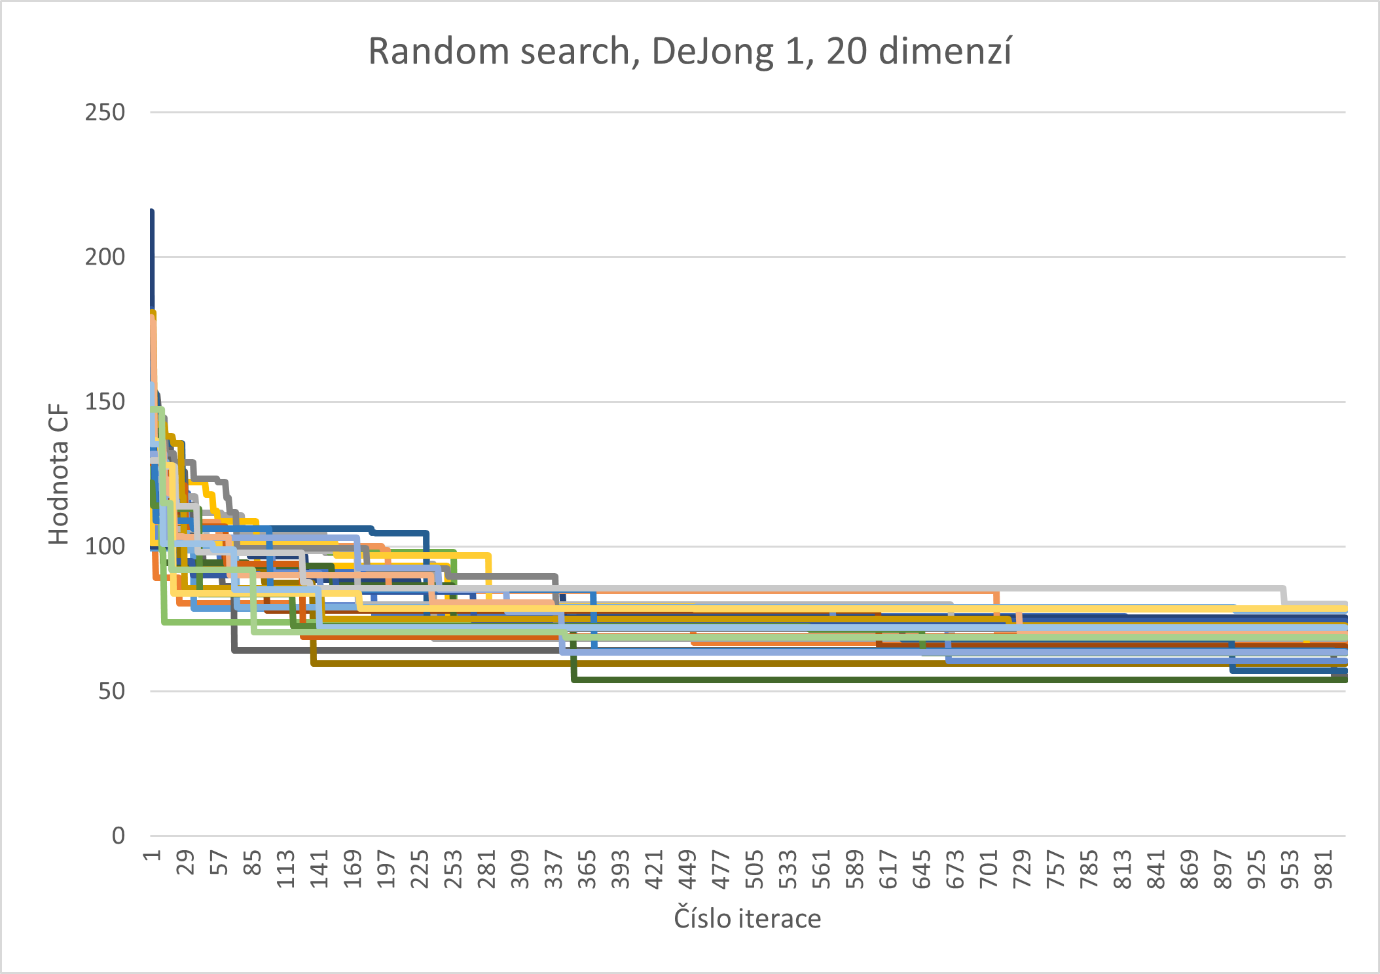 Random search, DeJong 1, 20 dimenzí
250
200
150
100
50
0
Hodnota CF
1 29 57 85 113 141 169 197 225 253 281 309 337 365 393 421 449 477 505 533 561 589 617 645 673 701 729 757 785 813 841 869 897 925 953 981
Číslo iterace